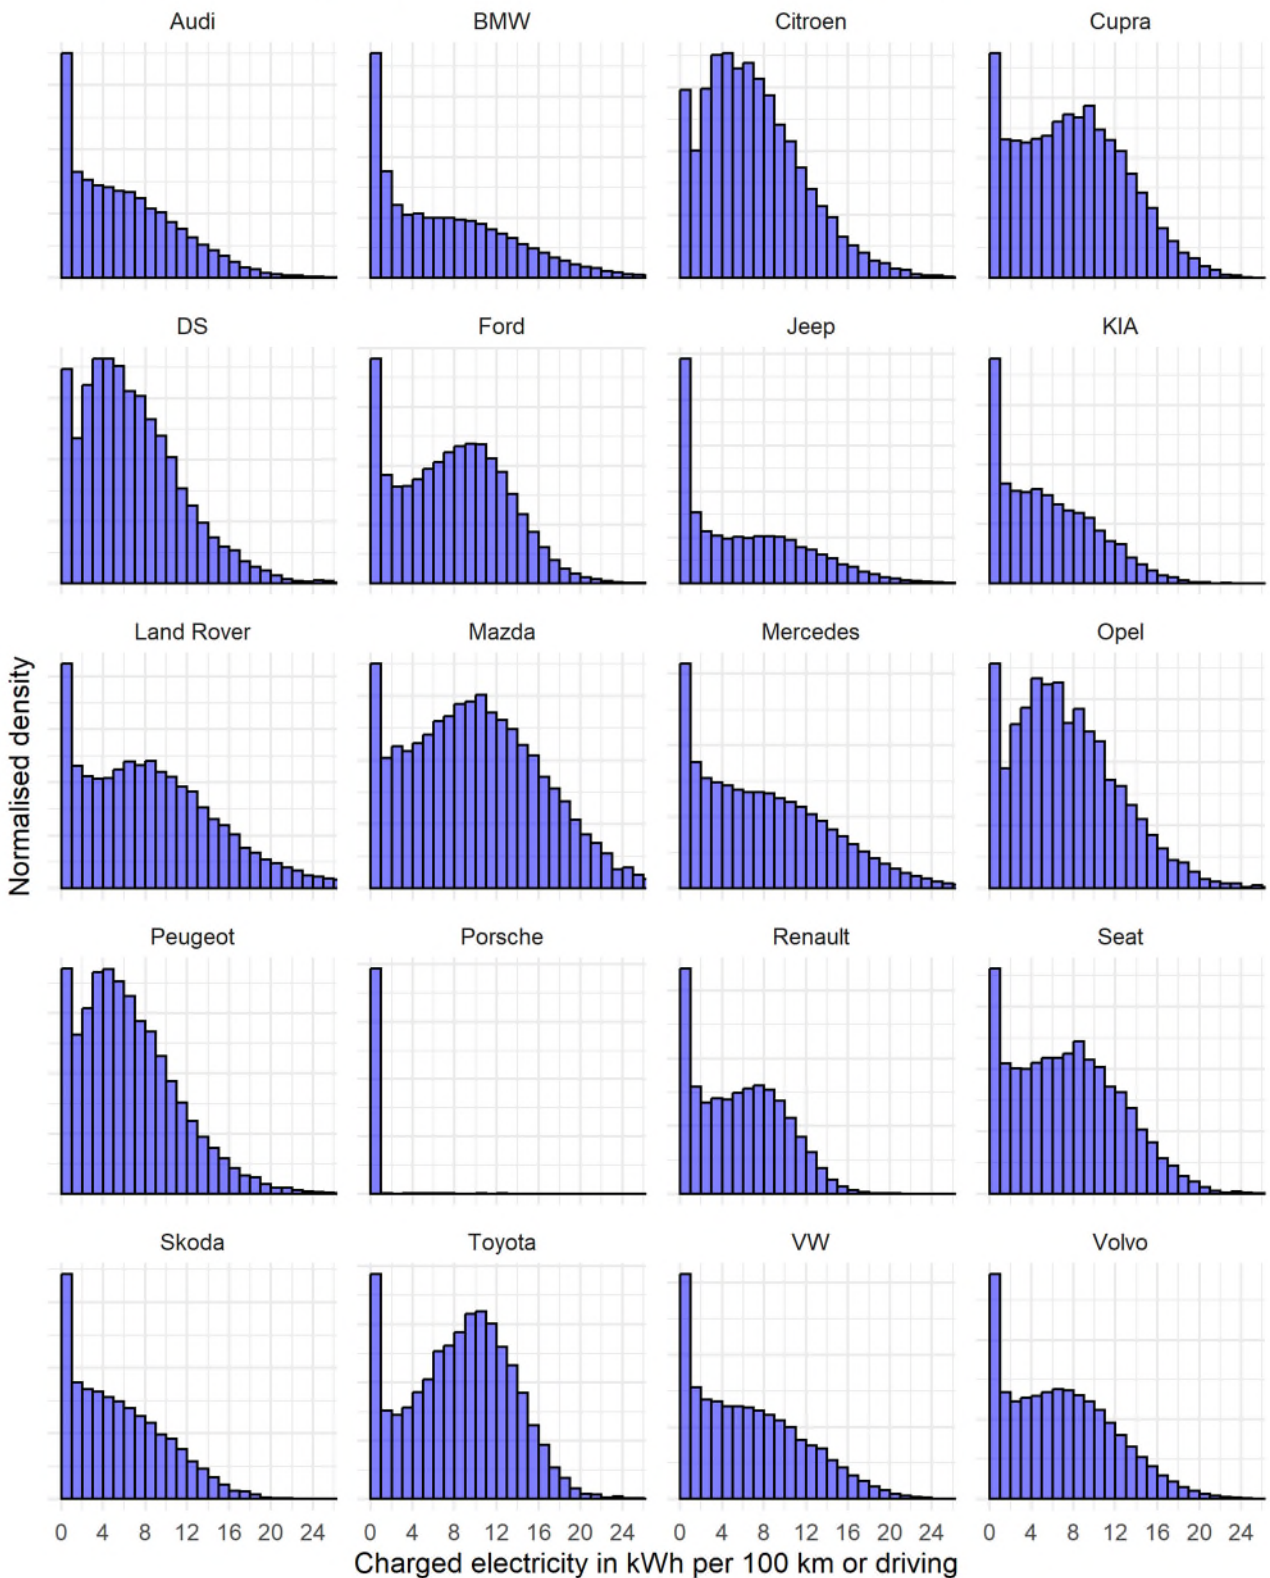 Audi BMW Citroen Cupra
DS Ford Jeep KIA
Land Rover Mazda Mercedes Opel
Normalised density
Peugeot Porsche Renault Seat
Skoda Toyota VW Volvo
0 4 8 12 16 20 24 0 4 8 12 16 20 24 0 4 8 12 16 20 24 0 4 8 12 16 20 24
Charged electricity in kWh per 100 km or driving